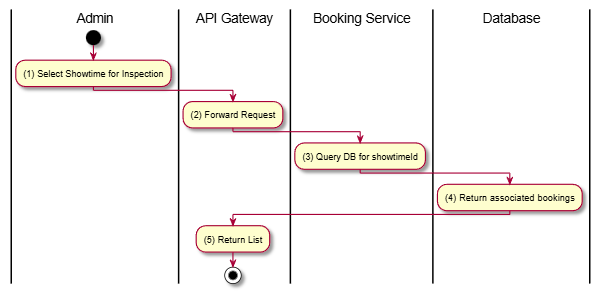 Admin
API Gateway
Booking Service
Database
(1) Select Showtime for Inspection
(2) Forward Request
(3) Query DB for showtimeId
(4) Return associated bookings
(5) Return List